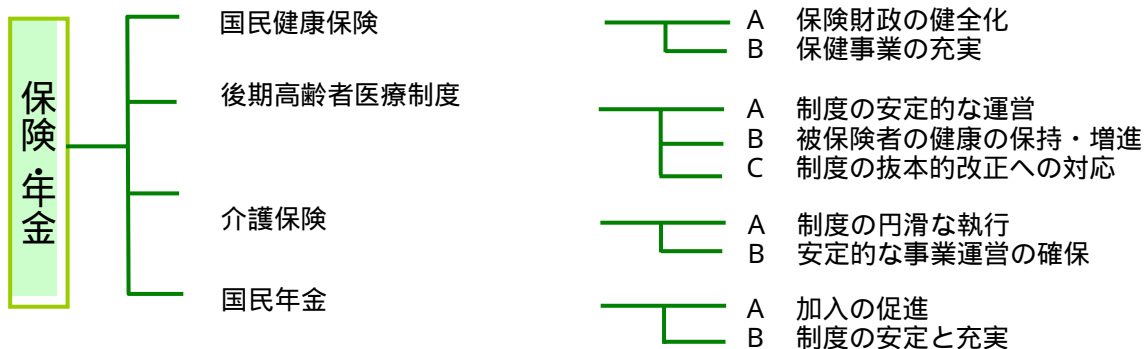 保険・年金
国民健康保険
A 保険財政の健全化
B 保健事業の充実
後期高齢者医療制度
A 制度の安定的な運営
B 被保険者の健康の保持・増進
C 制度の抜本的改正への対応
介護保険
A 制度の円滑な執行
B 安定的な事業運営の確保
国民年金
A 加入の促進
B 制度の安定と充実